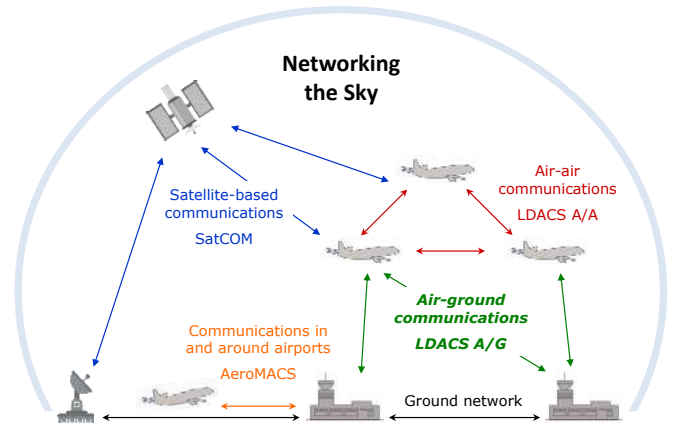 Networking
the Sky
Air-air
communications
LDACS A/A
Satellite-based
communications
SatCOM
Air-ground
communications
LDACS A/G
Communications in
and around airports
AeroMACS
Ground network